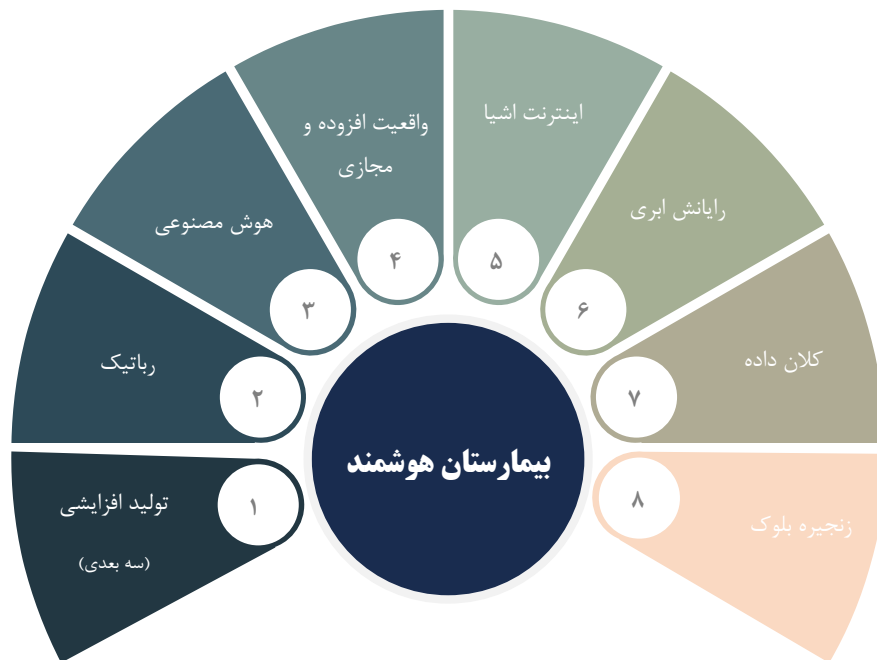 بیمارستان هوشمند
۱
تولید افزایشی
(سه بعدی)
۲
رباتیک
۳
هوش مصنوعی
۴
واقعیت افزوده و
مجازی
۵
اینترنت اشیا
۶
رایانش ابری
۷
کلان داده
۸
زنجیره بلوک